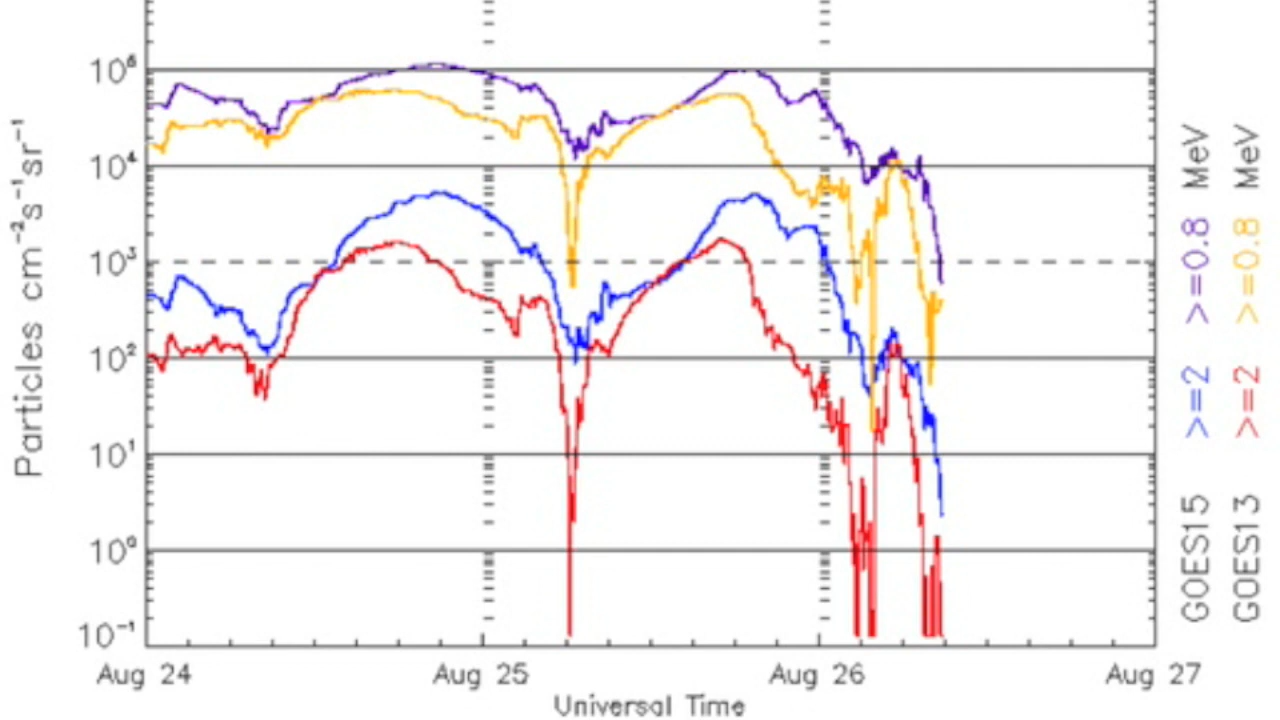 10⁵
10⁴
10³
10²
10¹
10⁰
10⁻¹
Particles cm⁻²s⁻¹sr⁻¹
Aug 24 Aug 25 Aug 26 Aug 27
Universal Time
GOES15 >=2 >=0.8 MeV
GOES13 >=2 >=0.8 MeV